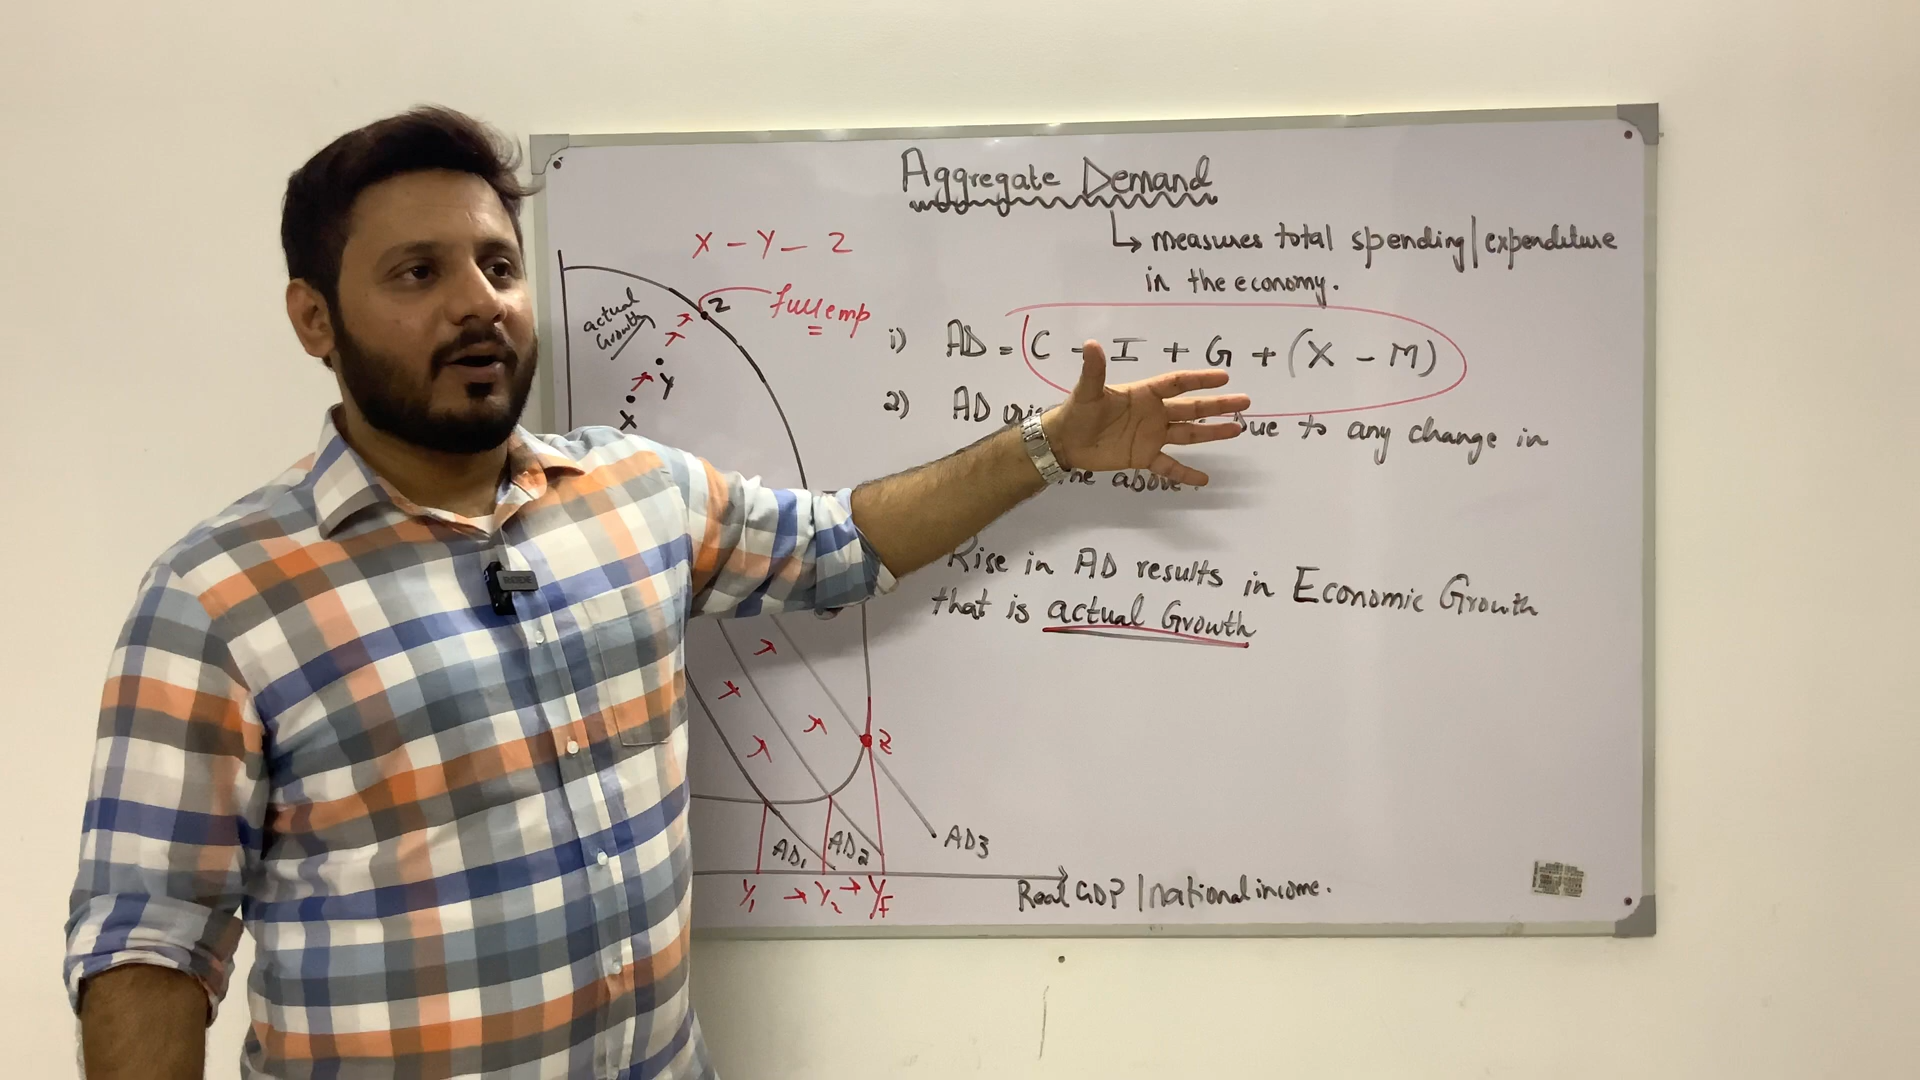 Aggregate Demand
measures total spending/expenditure
in the economy.
X - Y - Z
full emp
Z
actual
Growth
Y
X
i) AD = C I + G + (X - M)
2) AD Due to any change in
the above.
Rise in AD results in Economic Growth
that is actual Growth
Z
AD1 AD2 AD3
Y1 → Y2 → YF
Real GDP/national income.